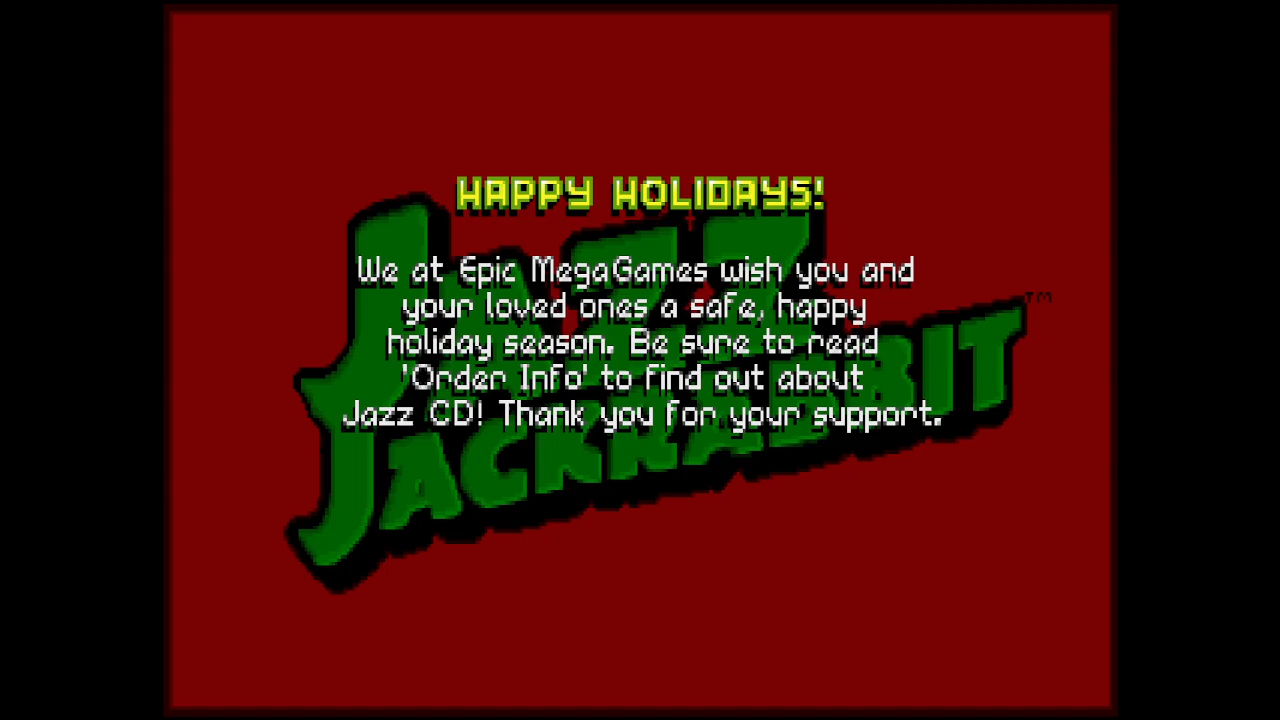 HAPPY HOLIDAYS!
We at Epic MegaGames wish you and
your loved ones a safe, happy
holiday season. Be sure to read
'Order Info' to find out about
Jazz CD! Thank you for your support.
JAZZ
JACKRABBIT
TM